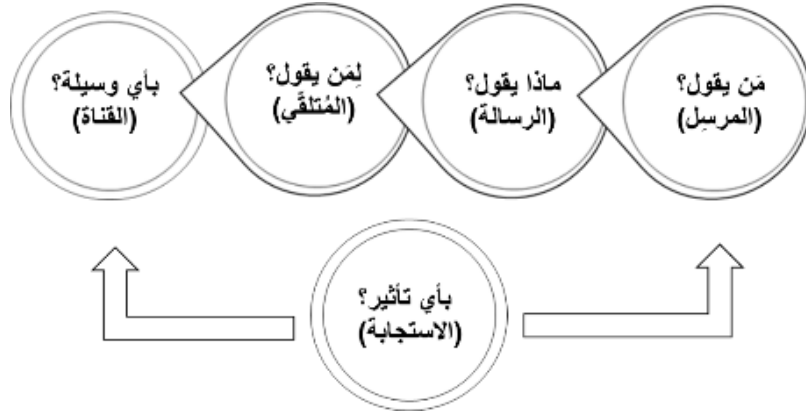 مَن يقول؟
(المرسِل)
ماذا يقول؟
(الرسالة)
لِمَن يقول؟
(المُتلقَّي)
بأي وسيلة؟
(القناة)
بأي تأثير؟
(الاستجابة)